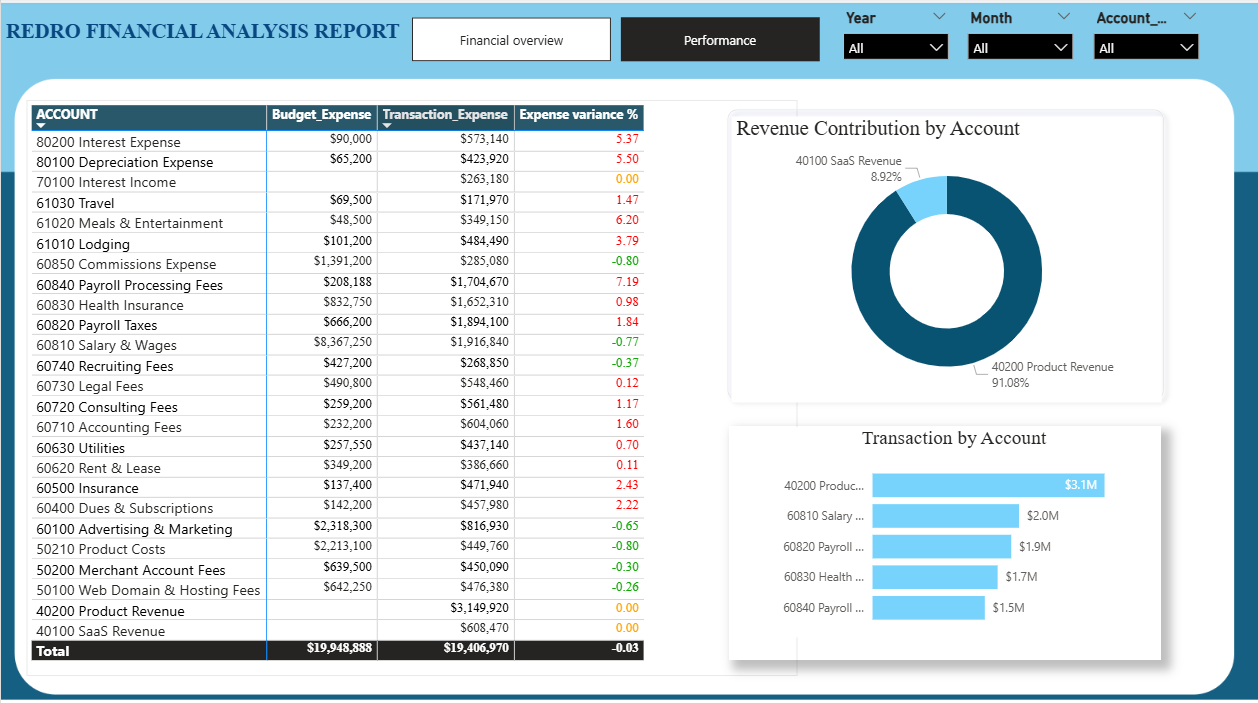 REDRO FINANCIAL ANALYSIS REPORT
Financial overview
Performance
Year
Month
Account_...
All
All
All
ACCOUNT Budget_Expense Transaction_Expense Expense variance %
80200 Interest Expense $90,000 $573,140 5.37
80100 Depreciation Expense $65,200 $423,920 5.50
70100 Interest Income $263,180 0.00
61030 Travel $69,500 $171,970 1.47
61020 Meals & Entertainment $48,500 $349,150 6.20
61010 Lodging $101,200 $484,490 3.79
60850 Commissions Expense $1,391,200 $285,080 -0.80
60840 Payroll Processing Fees $208,188 $1,704,670 7.19
60830 Health Insurance $832,750 $1,652,310 0.98
60820 Payroll Taxes $666,200 $1,894,100 1.84
60810 Salary & Wages $8,367,250 $1,916,840 -0.77
60740 Recruiting Fees $427,200 $268,850 -0.37
60730 Legal Fees $490,800 $548,460 0.12
60720 Consulting Fees $259,200 $561,480 1.17
60710 Accounting Fees $232,200 $604,060 1.60
60630 Utilities $257,550 $437,140 0.70
60620 Rent & Lease $349,200 $386,660 0.11
60500 Insurance $137,400 $471,940 2.43
60400 Dues & Subscriptions $142,200 $457,980 2.22
60100 Advertising & Marketing $2,318,300 $816,930 -0.65
50210 Product Costs $2,213,100 $449,760 -0.80
50200 Merchant Account Fees $639,500 $450,090 -0.30
50100 Web Domain & Hosting Fees $642,250 $476,380 -0.26
40200 Product Revenue $3,149,920 0.00
40100 SaaS Revenue $608,470 0.00
Total $19,948,888 $19,406,970 -0.03
Revenue Contribution by Account
40100 SaaS Revenue
8.92%
40200 Product Revenue
91.08%
Transaction by Account
40200 Produc... $3.1M
60810 Salary ... $2.0M
60820 Payroll ... $1.9M
60830 Health ... $1.7M
60840 Payroll ... $1.5M